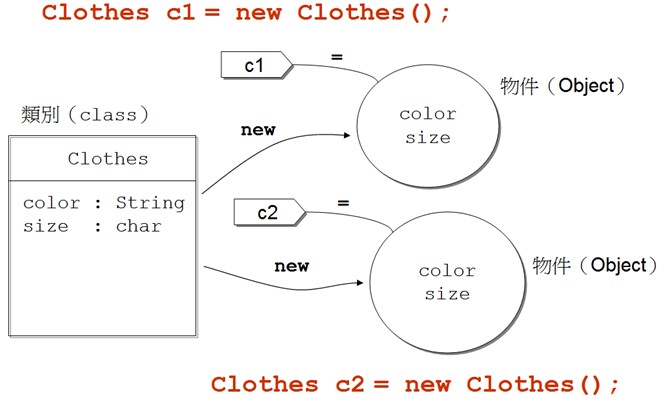 Clothes c1 = new Clothes();
c1
=
物件（Object）
color
size
類別（class）
new
Clothes
color : String
size : char
c2
=
new
color
size
物件（Object）
Clothes c2 = new Clothes();